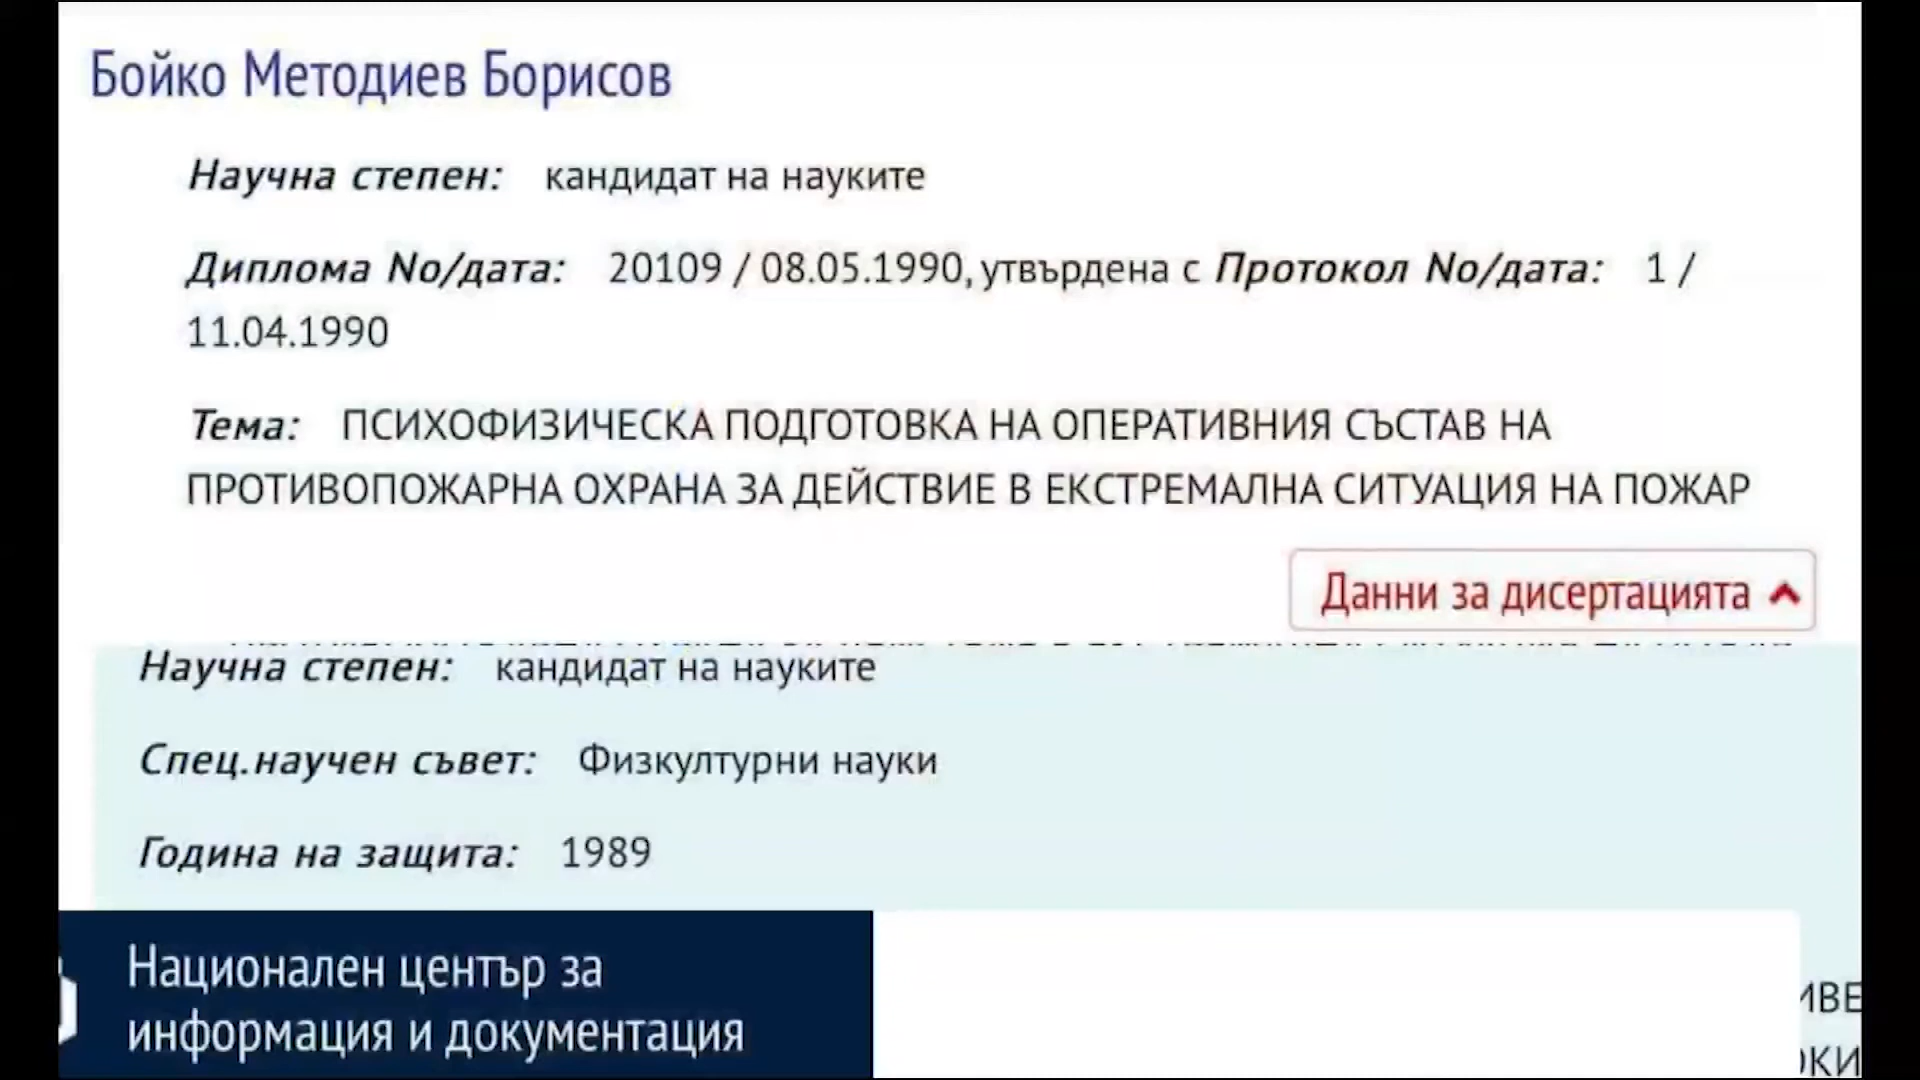 Бойко Методиев Борисов
Научна степен: кандидат на науките
Диплома No/дата: 20109 / 08.05.1990, утвърдена с Протокол No/дата: 1 /
11.04.1990
Тема: ПСИХОФИЗИЧЕСКА ПОДГОТОВКА НА ОПЕРАТИВНИЯ СЪСТАВ НА
ПРОТИВОПОЖАРНА ОХРАНА ЗА ДЕЙСТВИЕ В ЕКСТРЕМАЛНА СИТУАЦИЯ НА ПОЖАР
Данни за дисертацията
Научна степен: кандидат на науките
Спец.научен съвет: Физкултурни науки
Година на защита: 1989
Национален център за
информация и документация